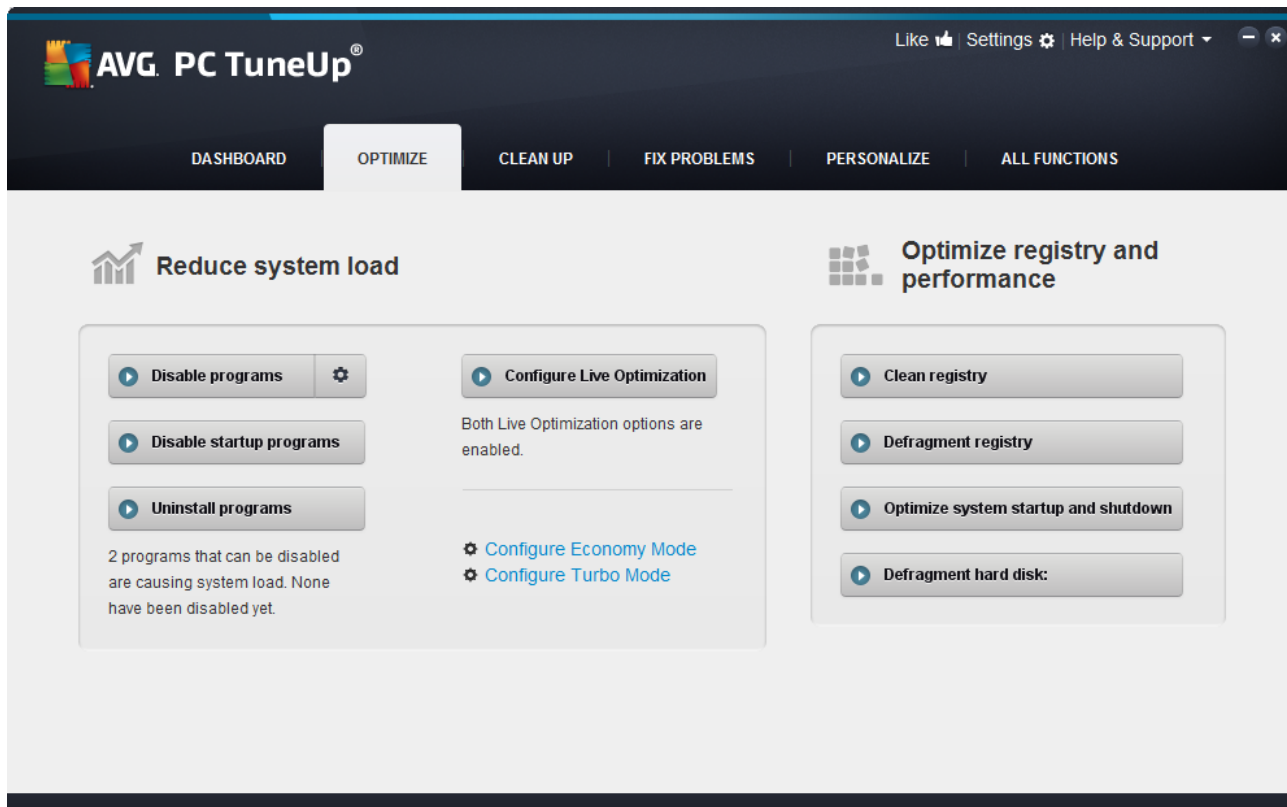 AVG. PC TuneUp®
Like | Settings | Help & Support
DASHBOARD
OPTIMIZE
CLEAN UP
FIX PROBLEMS
PERSONALIZE
ALL FUNCTIONS
Reduce system load
Disable programs
Disable startup programs
Uninstall programs
2 programs that can be disabled
are causing system load. None
have been disabled yet.
Configure Live Optimization
Both Live Optimization options are
enabled.
Configure Economy Mode
Configure Turbo Mode
Optimize registry and
performance
Clean registry
Defragment registry
Optimize system startup and shutdown
Defragment hard disk: